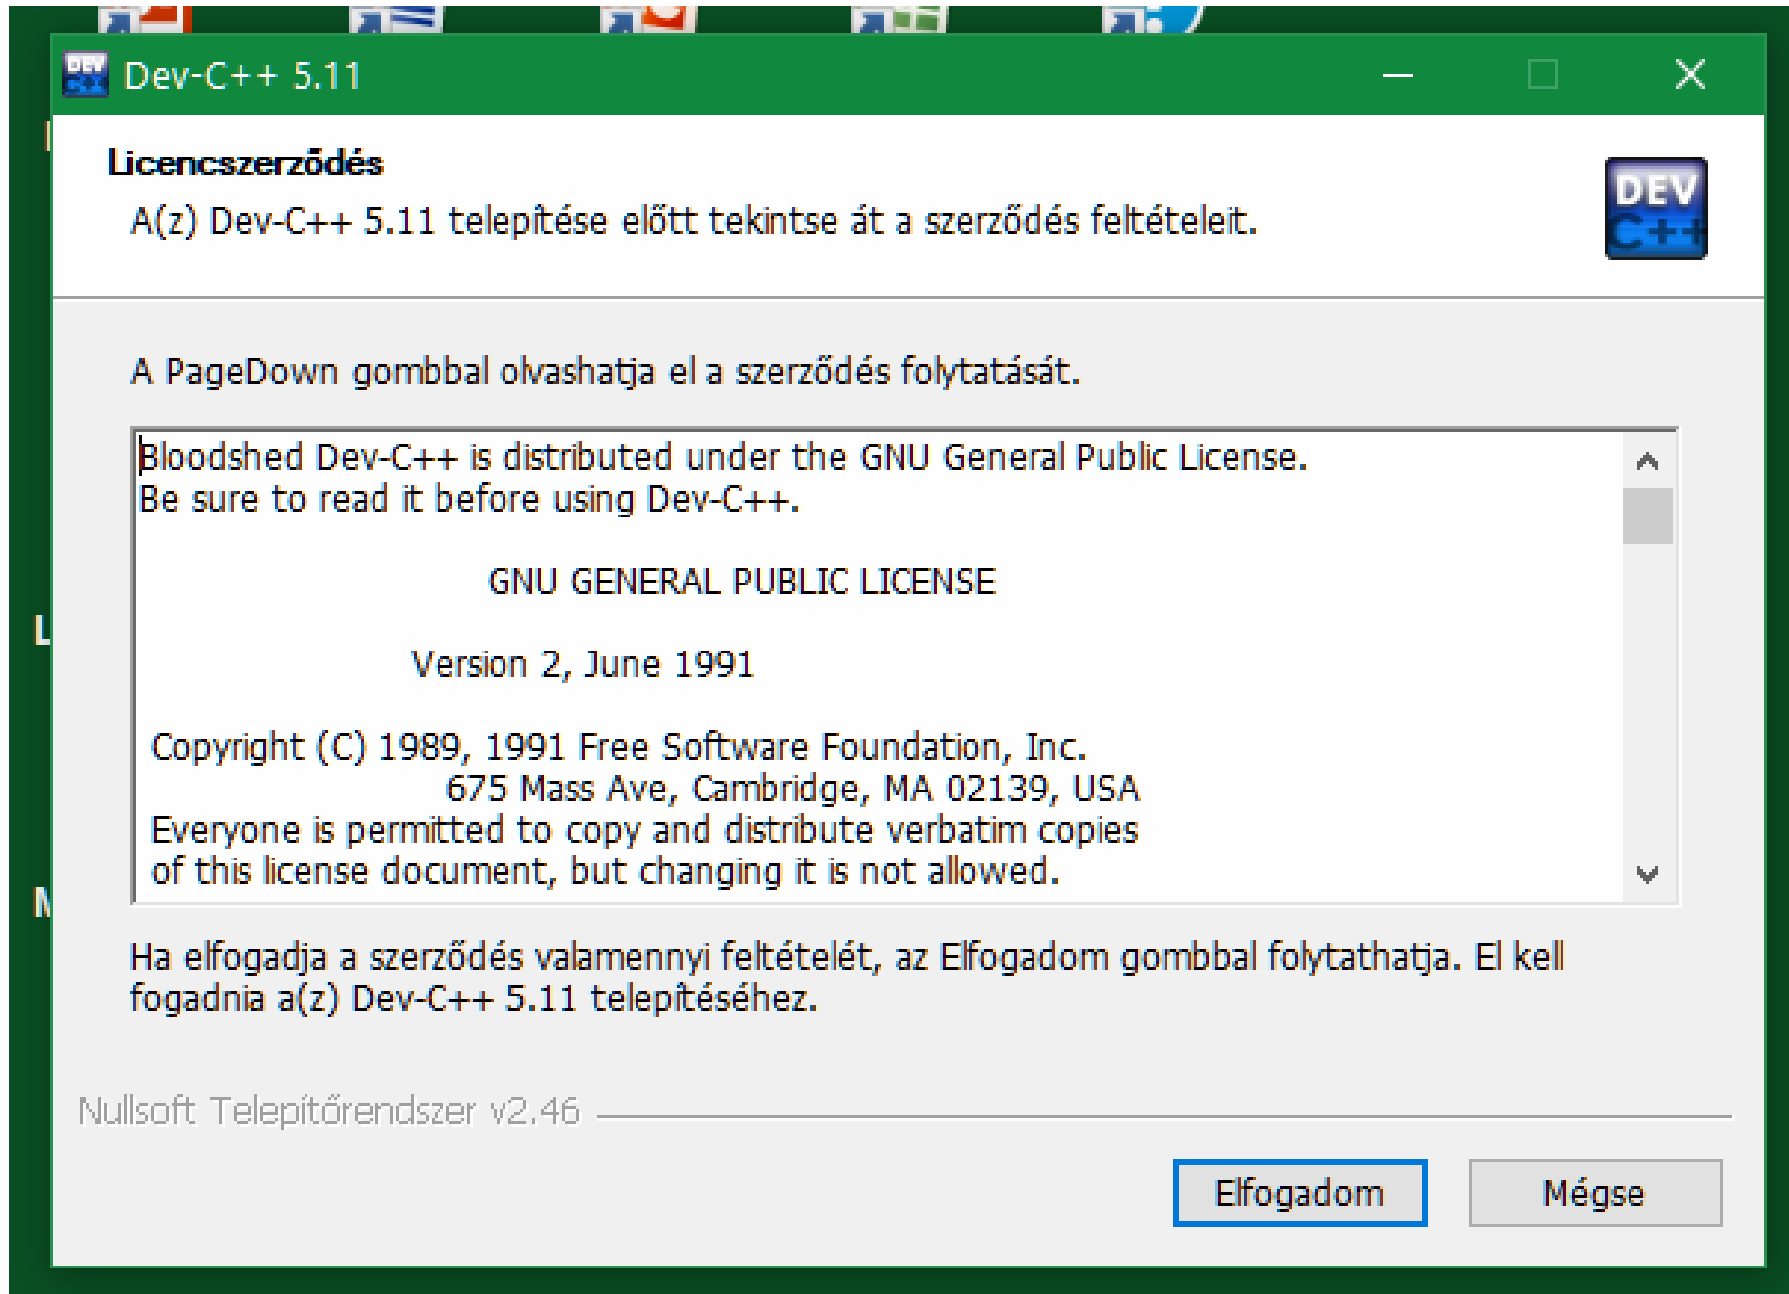 DEV
C++
Dev-C++ 5.11
Licencszerződés
A(z) Dev-C++ 5.11 telepítése előtt tekintse át a szerződés feltételeit.
DEV
C++
A PageDown gombbal olvashatja el a szerződés folytatását.
Bloodshed Dev-C++ is distributed under the GNU General Public License.
Be sure to read it before using Dev-C++.
GNU GENERAL PUBLIC LICENSE
Version 2, June 1991
Copyright (C) 1989, 1991 Free Software Foundation, Inc.
675 Mass Ave, Cambridge, MA 02139, USA
Everyone is permitted to copy and distribute verbatim copies
of this license document, but changing it is not allowed.
Ha elfogadja a szerződés valamennyi feltételét, az Elfogadom gombbal folytathatja. El kell
fogadnia a(z) Dev-C++ 5.11 telepítéséhez.
Nullsoft Telepítőrendszer v2.46
Elfogadom
Mégse